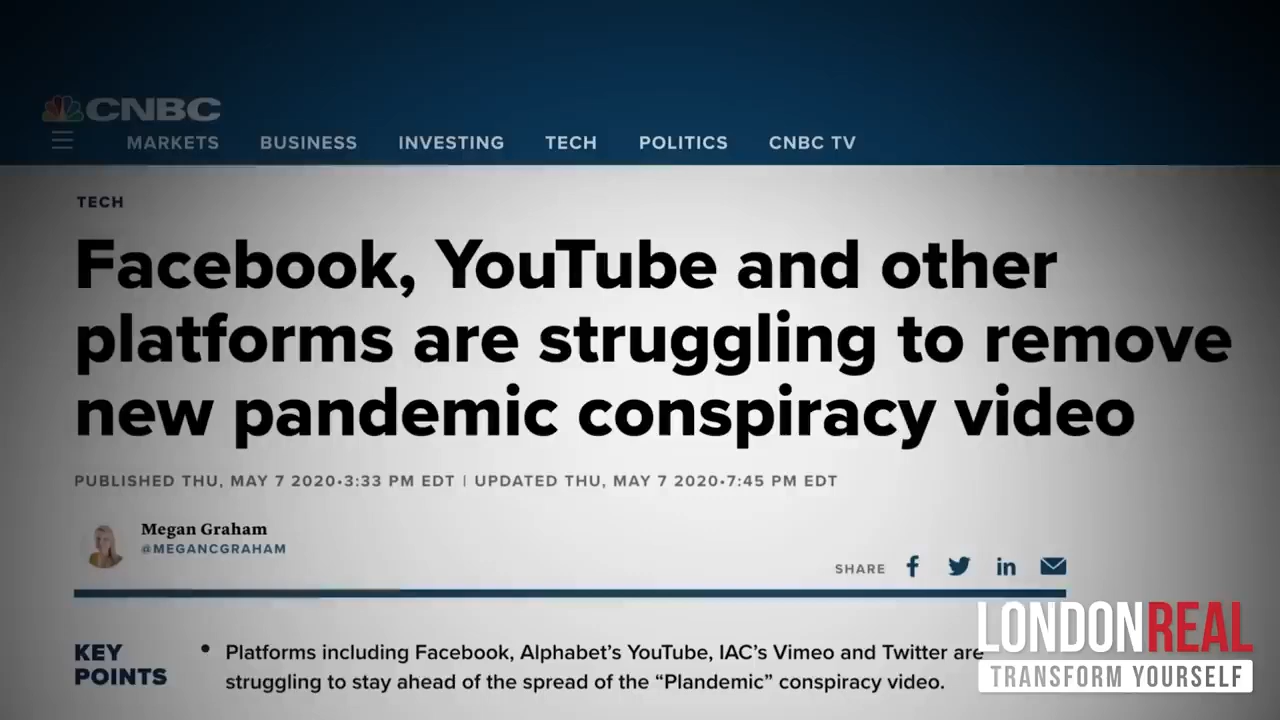 CNBC
MARKETS BUSINESS INVESTING TECH POLITICS CNBC TV
TECH
Facebook, YouTube and other
platforms are struggling to remove
new pandemic conspiracy video
PUBLISHED THU, MAY 7 2020•3:33 PM EDT | UPDATED THU, MAY 7 2020•7:45 PM EDT
Megan Graham
@MEGANCGRAHAM
SHARE
KEY
POINTS
• Platforms including Facebook, Alphabet’s YouTube, IAC’s Vimeo and Twitter are
struggling to stay ahead of the spread of the “Plandemic” conspiracy video.
LONDONREAL
TRANSFORM YOURSELF